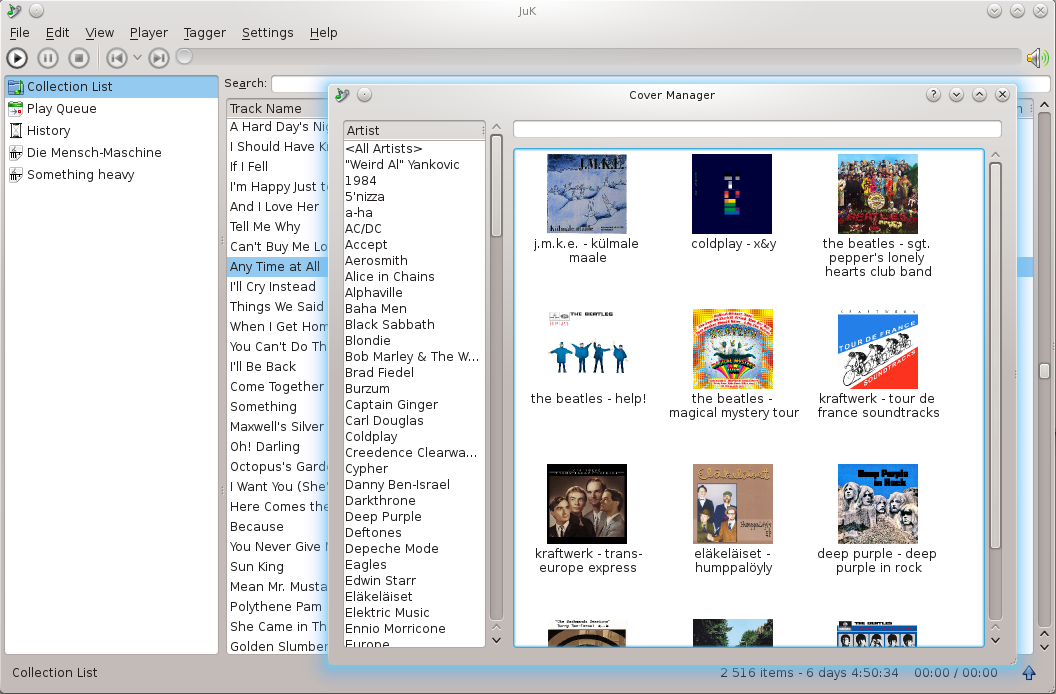 JuK
File Edit View Player Tagger Settings Help
Collection List
Play Queue
History
Die Mensch-Maschine
Something heavy
Search:
Track Name
A Hard Day's Nig
I Should Have K
If I Fell
I'm Happy Just t
And I Love Her
Tell Me Why
Can't Buy Me Lo
Any Time at All
I'll Cry Instead
Things We Said
When I Get Hom
You Can't Do Th
I'll Be Back
Come Together
Something
Maxwell's Silver
Oh! Darling
Octopus's Garde
I Want You (She'
Here Comes the
Because
You Never Give
Sun King
Mean Mr. Musta
Polythene Pam
She Came in Th
Golden Slumber
Cover Manager
Artist
<All Artists>
"Weird Al" Yankovic
1984
5'nizza
a-ha
AC/DC
Accept
Aerosmith
Alice in Chains
Alphaville
Baha Men
Black Sabbath
Blondie
Bob Marley & The W...
Brad Fiedel
Burzum
Captain Ginger
Carl Douglas
Coldplay
Creedence Clearwa...
Cypher
Danny Ben-Israel
Darkthrone
Deep Purple
Deftones
Depeche Mode
Eagles
Edwin Starr
Eläkeläiset
Elektric Music
Ennio Morricone
Europe
J.M.K.E.
Külmale maale
j.m.k.e. - külmale
maale
coldplay - x&y
BEATLES
the beatles - sgt.
pepper's lonely
hearts club band
THE BEATLES
the beatles - help!
the beatles -
magical mystery tour
KRAFTWERK
TOUR DE FRANCE
SOUNDTRACKS
kraftwerk - tour de
france soundtracks
kraftwerk - trans-
europe express
Eläkeläiset
Humppalöyly
eläkeläiset -
humppalöyly
Deep Purple
in Rock
deep purple - deep
purple in rock
THE BEATLES
Collection List
2 516 items - 6 days 4:50:34
00:00 / 00:00